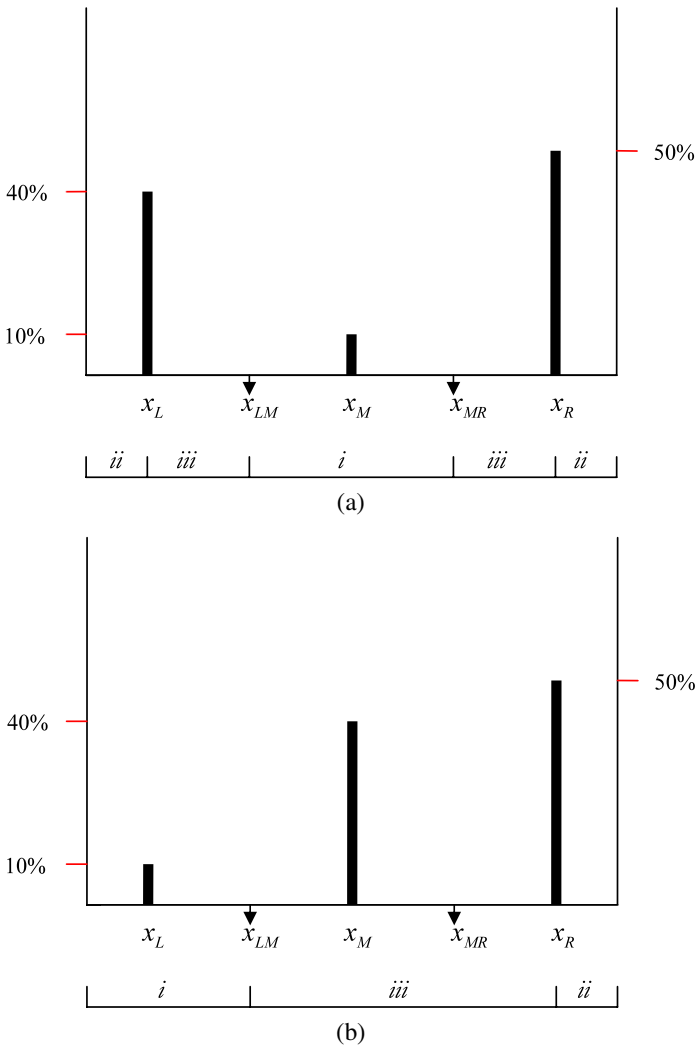 50%
40%
10%
x_L x_LM x_M x_MR x_R
ii iii i iii ii
(a)
50%
40%
10%
x_L x_LM x_M x_MR x_R
i iii ii
(b)